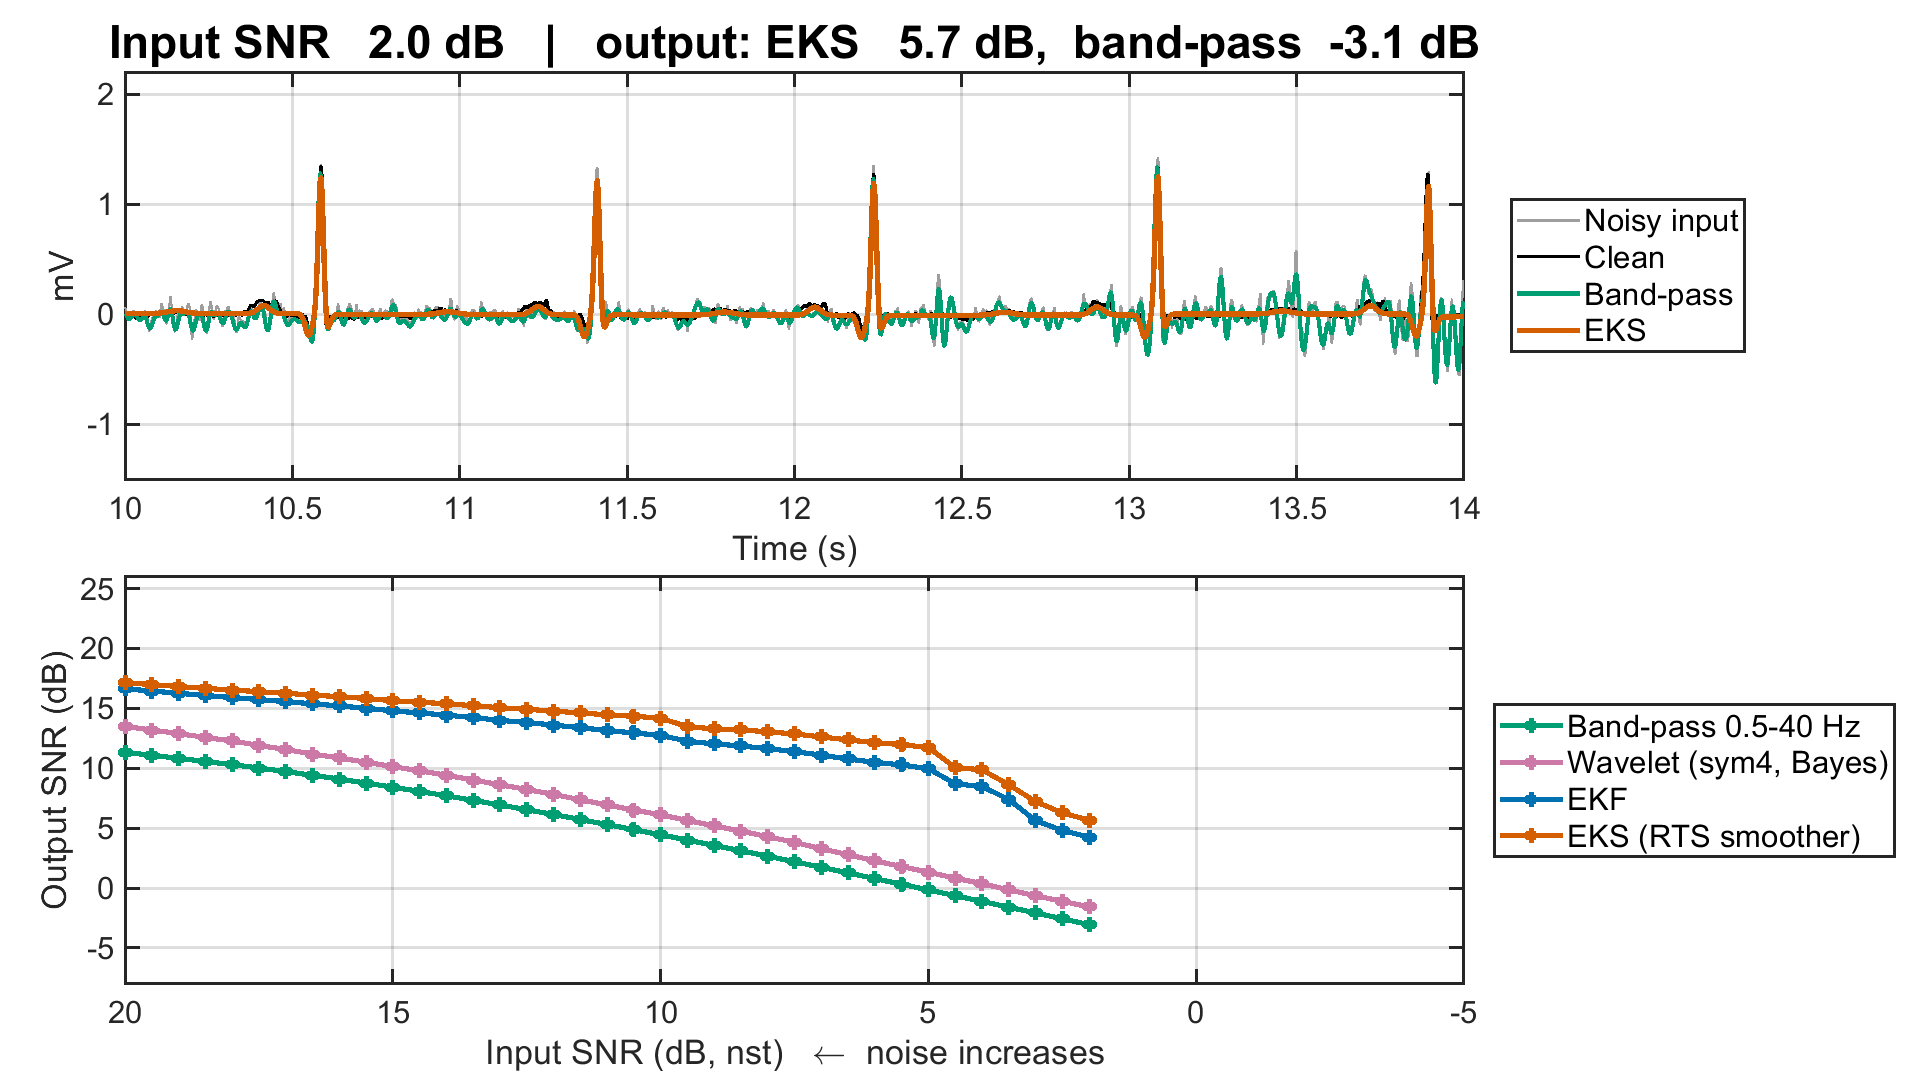 Input SNR 2.0 dB | output: EKS 5.7 dB, band-pass -3.1 dB
2
1
0
-1
mV
10 10.5 11 11.5 12 12.5 13 13.5 14
Time (s)
Noisy input
Clean
Band-pass
EKS
25
20
15
10
5
0
-5
Output SNR (dB)
20 15 10 5 0 -5
Input SNR (dB, nst) ← noise increases
Band-pass 0.5-40 Hz
Wavelet (sym4, Bayes)
EKF
EKS (RTS smoother)